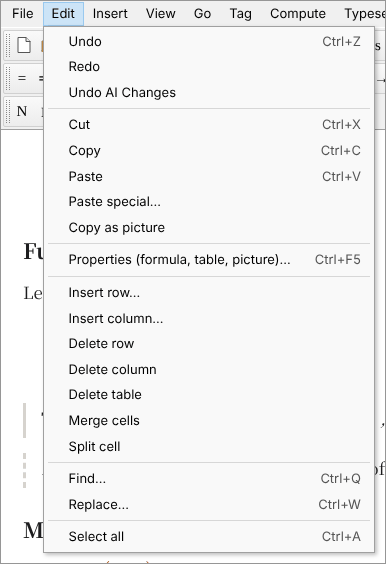 File Edit Insert View Go Tag Compute Typese
Undo Ctrl+Z
Redo
Undo AI Changes
Cut Ctrl+X
Copy Ctrl+C
Paste Ctrl+V
Paste special...
Copy as picture
Properties (formula, table, picture)... Ctrl+F5
Insert row...
Insert column...
Delete row
Delete column
Delete table
Merge cells
Split cell
Find... Ctrl+Q
Replace... Ctrl+W
Select all Ctrl+A